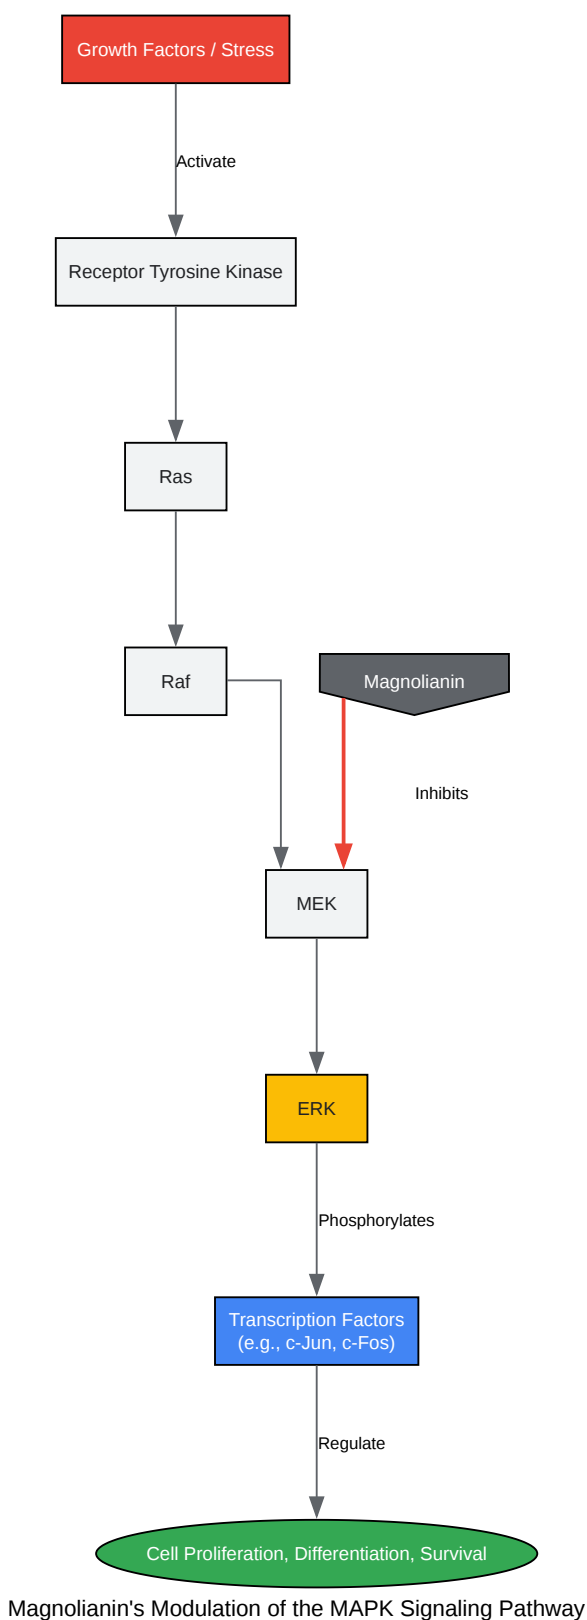 Growth Factors / Stress
Activate
Receptor Tyrosine Kinase
Ras
Raf
Magnolianin
Inhibits
MEK
ERK
Phosphorylates
Transcription Factors
(e.g., c-Jun, c-Fos)
Regulate
Cell Proliferation, Differentiation, Survival
Magnolianin's Modulation of the MAPK Signaling Pathway